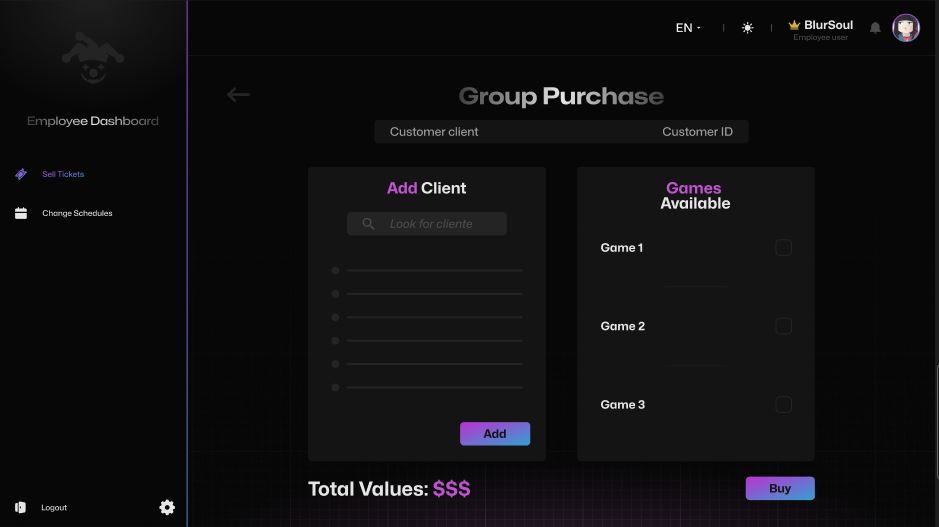 EN
BlurSoul
Employee user
Employee Dashboard
Sell Tickets
Change Schedules
Logout
Group Purchase
Customer client Customer ID
Add Client
Look for cliente
Add
Games
Available
Game 1
Game 2
Game 3
Total Values: $$$
Buy